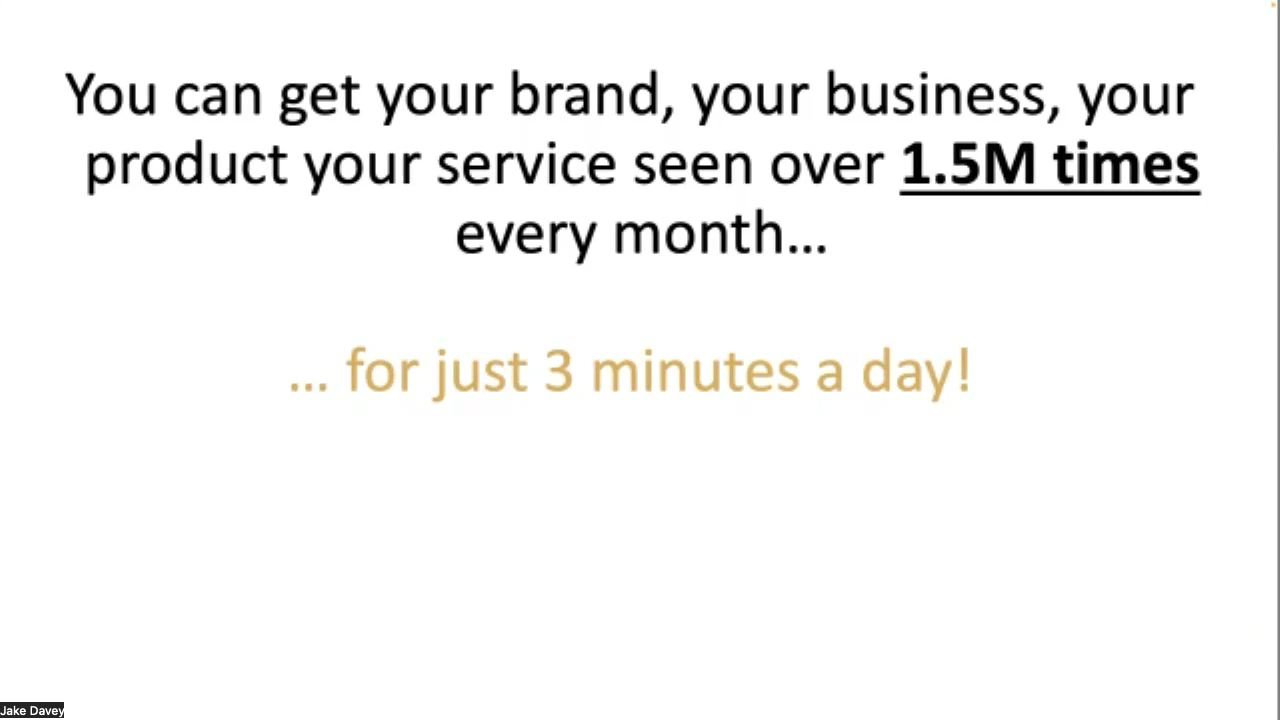 You can get your brand, your business, your
product your service seen over 1.5M times
every month...
... for just 3 minutes a day!
Jake Davey